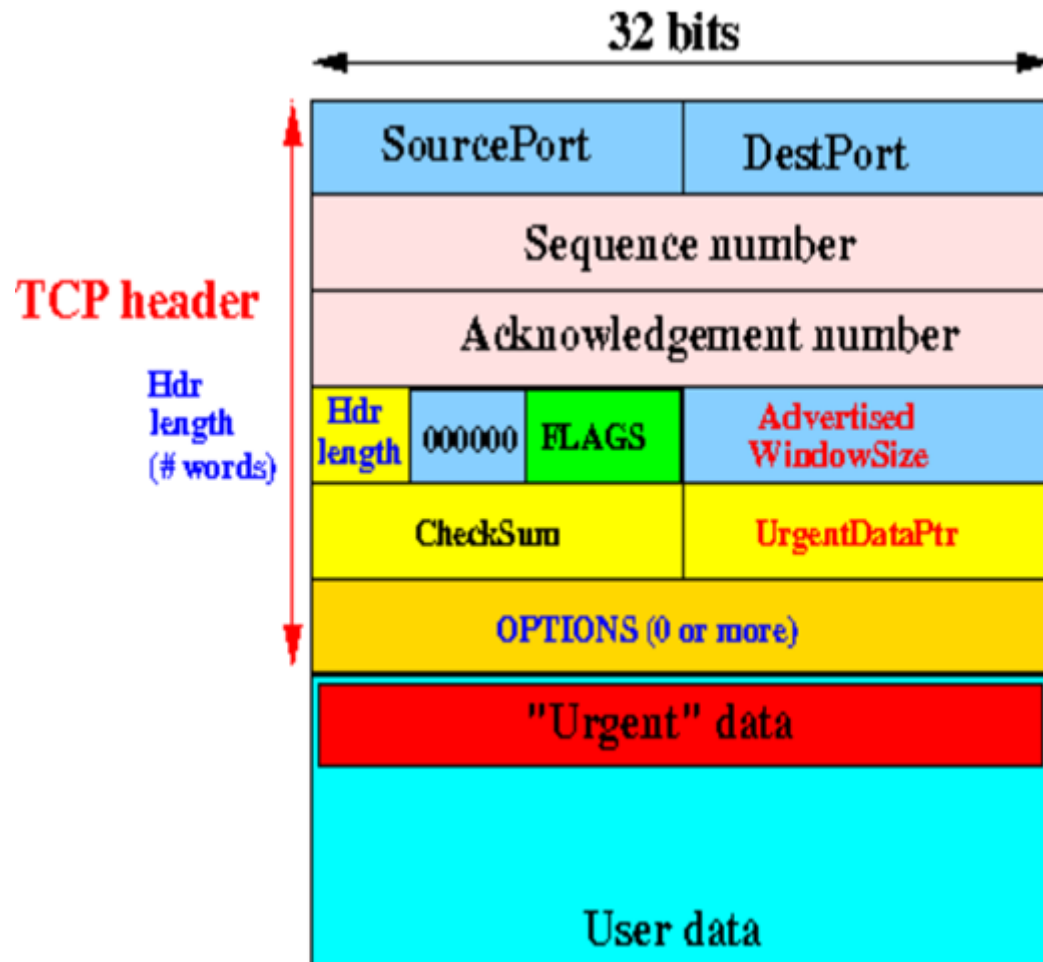 32 bits
SourcePort DestPort
Sequence number
TCP header
Acknowledgement number
Hdr
length
(# words)
Hdr
length
000000
FLAGS
Advertised
WindowSize
CheckSum
UrgentDataPtr
OPTIONS (0 or more)
"Urgent" data
User data